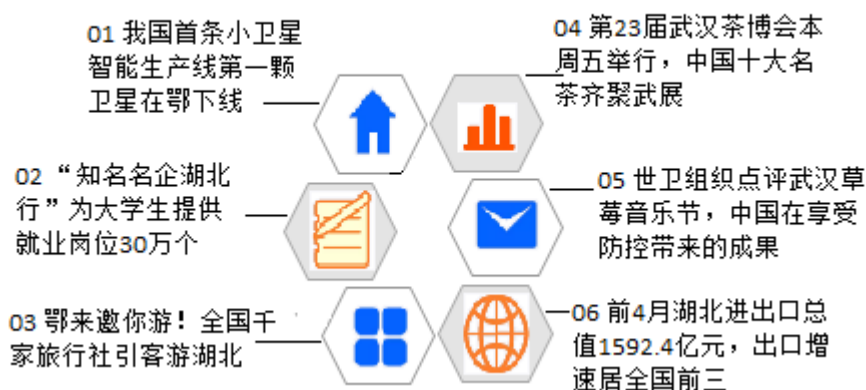 01 我国首条小卫星
智能生产线第一颗
卫星在鄂下线
02 “知名名企湖北
行”为大学生提供
就业岗位30万个
03 鄂来邀你游！全国千
家旅行社引客游湖北
04 第23届武汉茶博会本
周五举行，中国十大名
茶齐聚武展
05 世卫组织点评武汉草
莓音乐节，中国在享受
防控带来的成果
06 前4月湖北进出口总
值1592.4亿元，出口增
速居全国前三